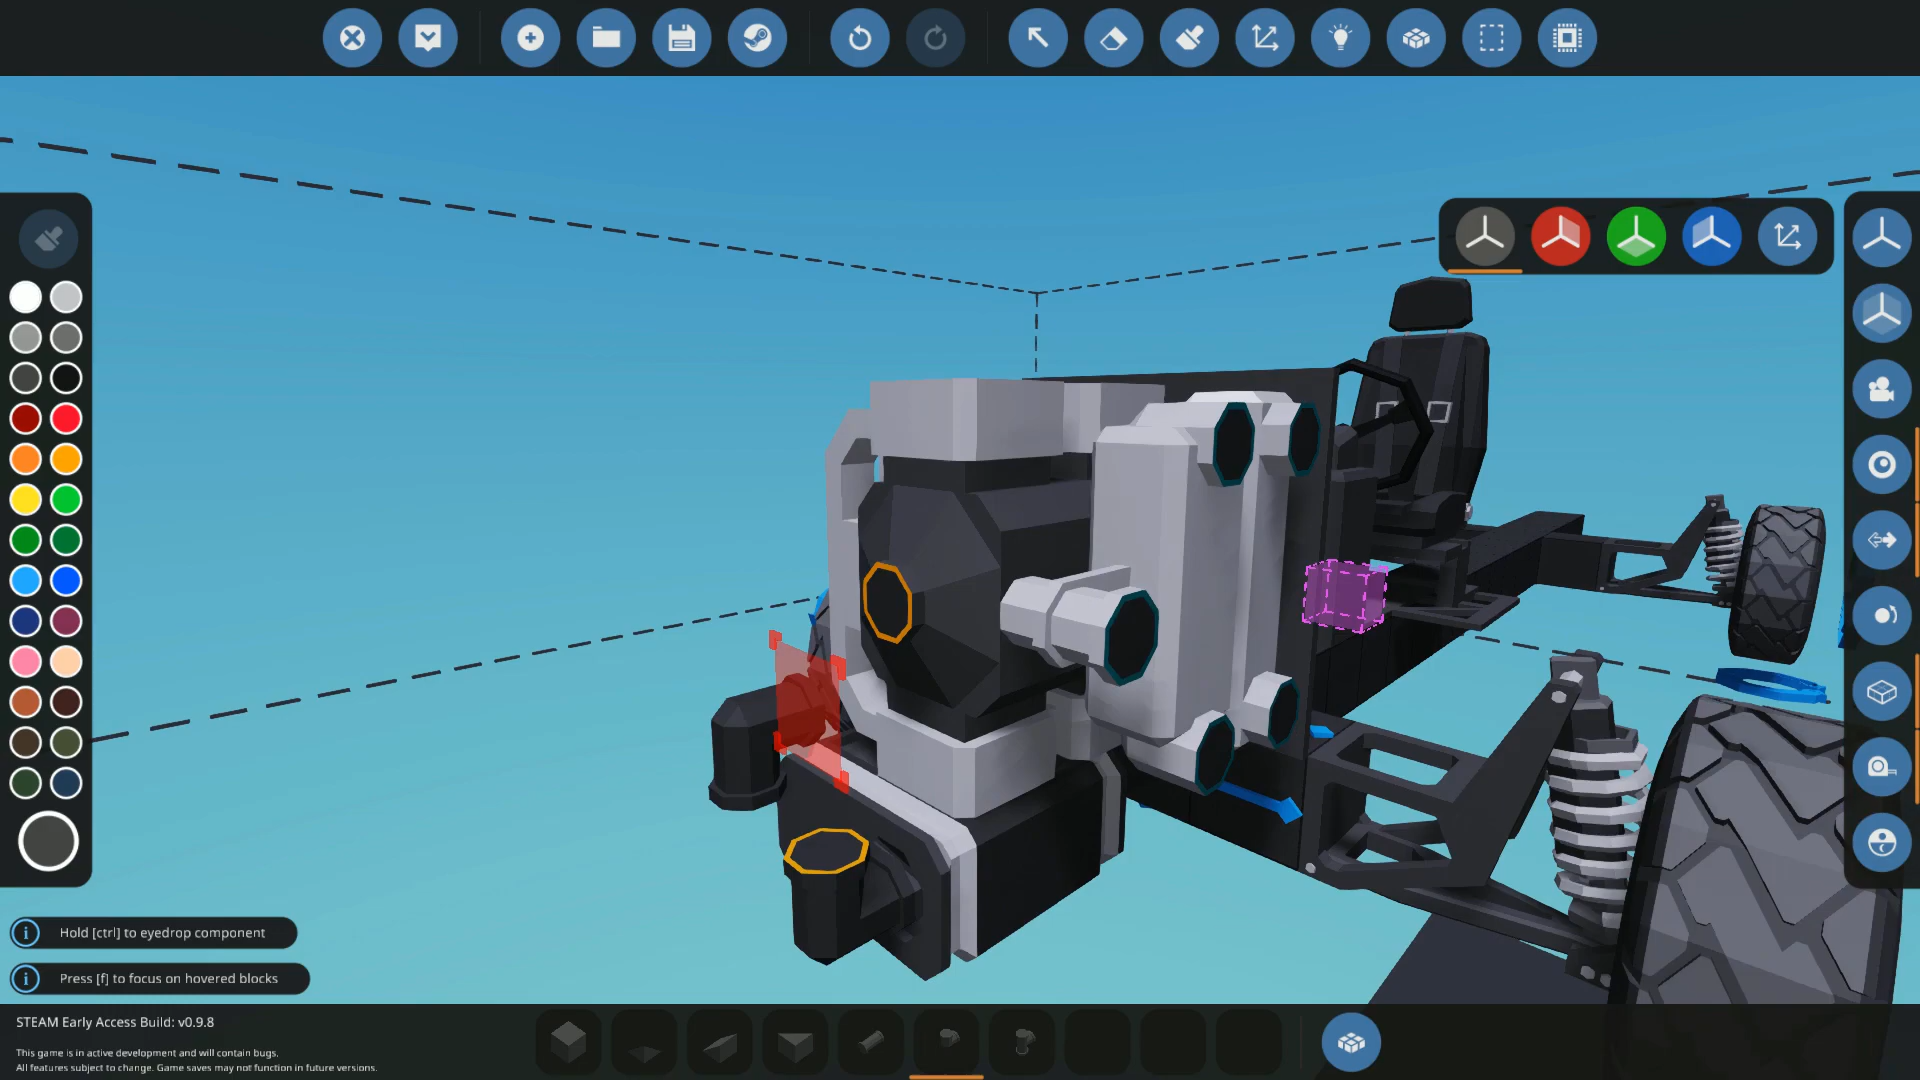 Hold [ctrl] to eyedrop component
Press [f] to focus on hovered blocks
STEAM Early Access Build: v0.9.8
This game is in active development and will contain bugs.
All features subject to change. Game saves may not function in future versions.